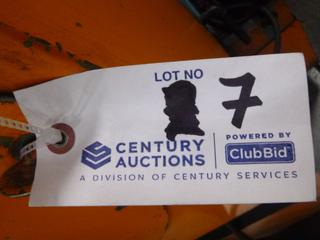 LOT NO
7
CENTURY AUCTIONS
POWERED BY
ClubBid
A DIVISION OF CENTURY SERVICES